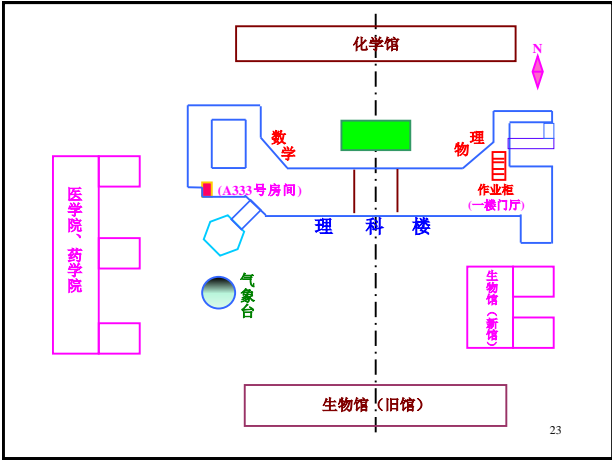 化学馆
N
数学
物理
医学院、药学院
(A333号房间)
作业柜
(一楼门厅)
理科楼
气象台
生物馆（新馆）
生物馆（旧馆）
23